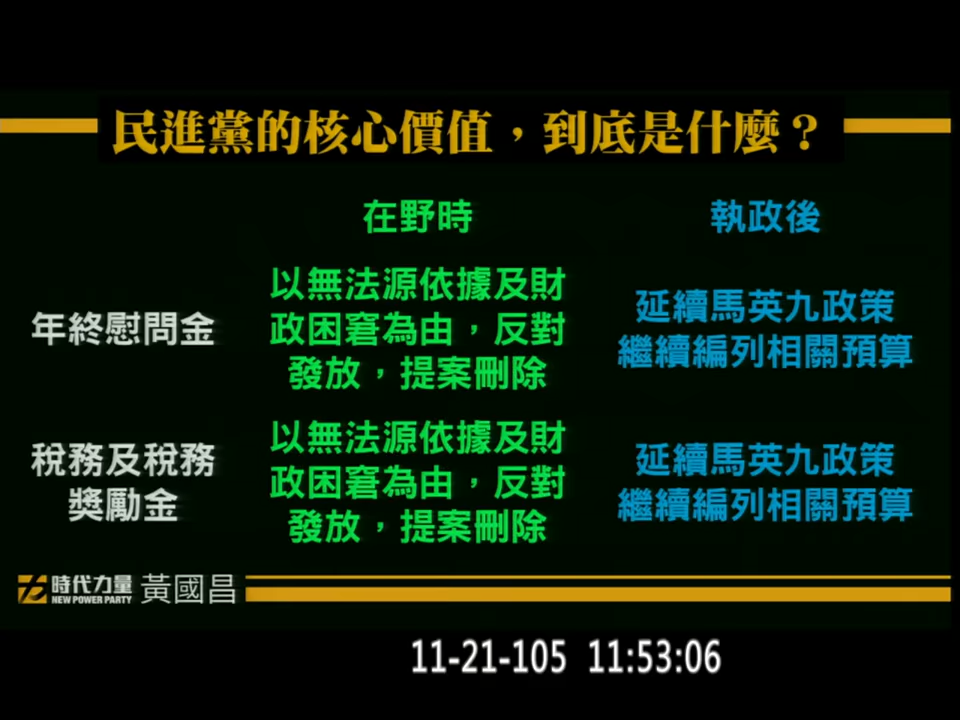 民進黨的核心價值，到底是什麼？
在野時
執政後
年終慰問金
以無法源依據及財
政困窘為由，反對
發放，提案刪除
延續馬英九政策
繼續編列相關預算
稅務及稅務
獎勵金
以無法源依據及財
政困窘為由，反對
發放，提案刪除
延續馬英九政策
繼續編列相關預算
時代力量
NEW POWER PARTY
黃國昌
11-21-105 11:53:06